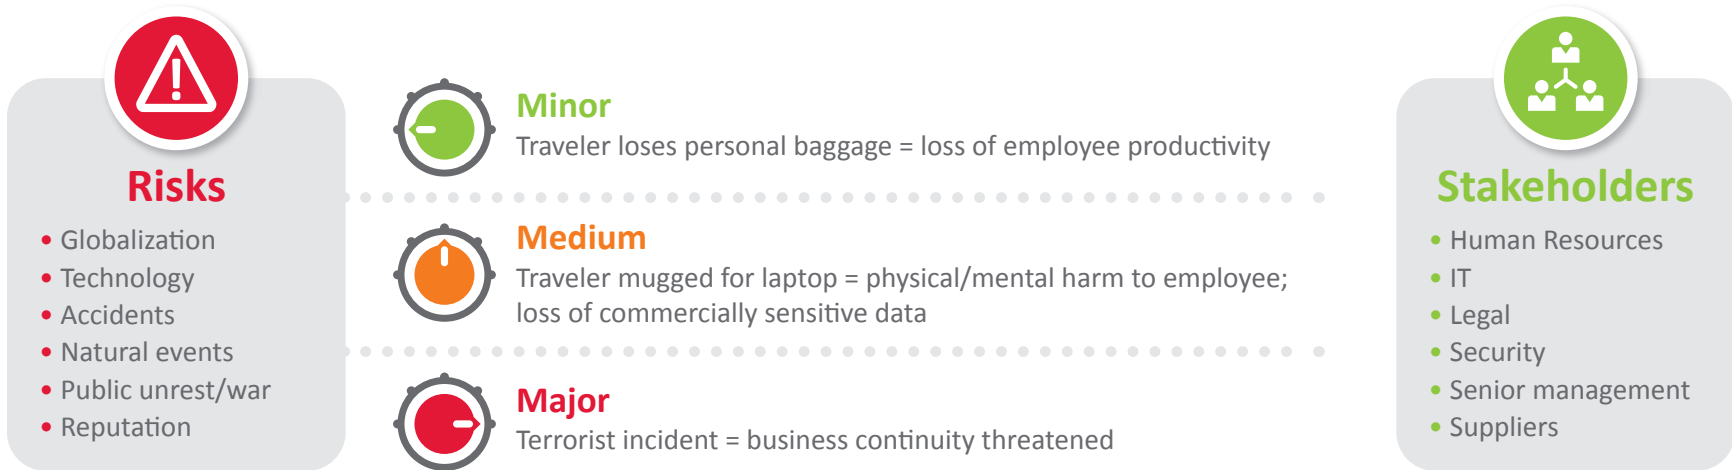 Risks
• Globalization
• Technology
• Accidents
• Natural events
• Public unrest/war
• Reputation
Minor
Traveler loses personal baggage = loss of employee productivity
Medium
Traveler mugged for laptop = physical/mental harm to employee;
loss of commercially sensitive data
Major
Terrorist incident = business continuity threatened
Stakeholders
• Human Resources
• IT
• Legal
• Security
• Senior management
• Suppliers